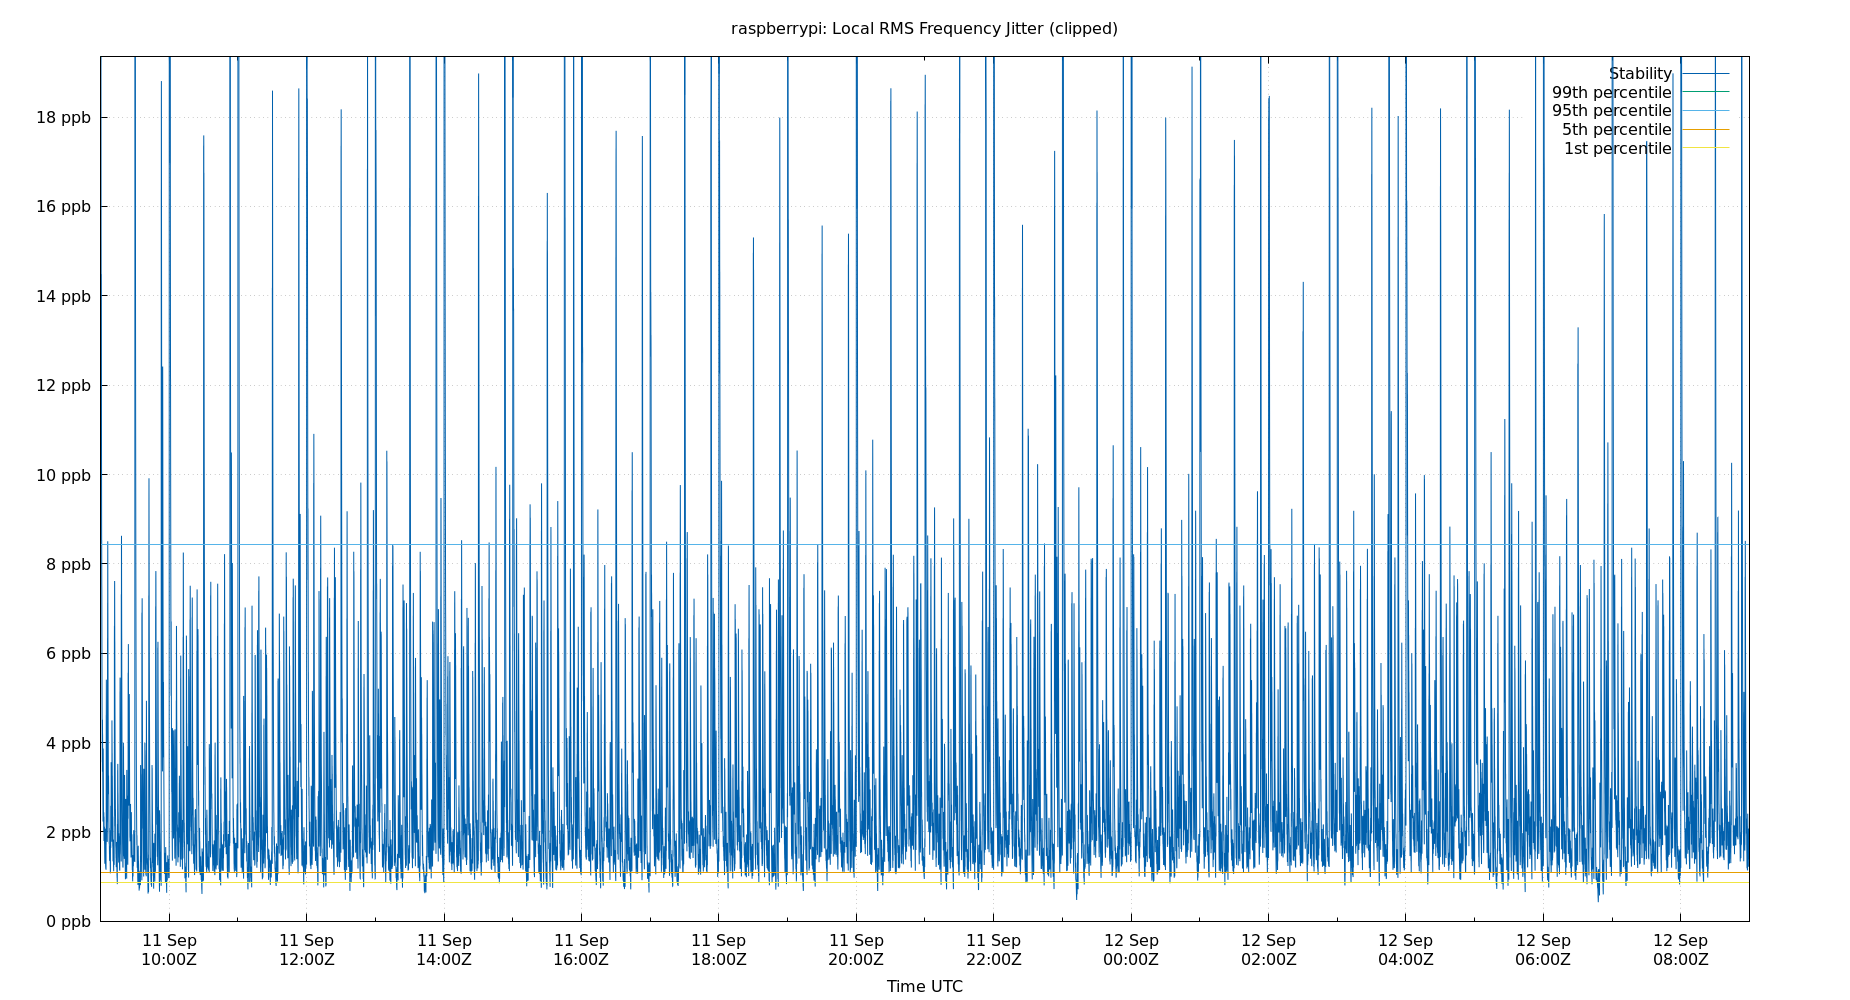 raspberrypi: Local RMS Frequency Jitter (clipped)
Stability
99th percentile
95th percentile
5th percentile
1st percentile
18 ppb
16 ppb
14 ppb
12 ppb
10 ppb
8 ppb
6 ppb
4 ppb
2 ppb
0 ppb
11 Sep 11 Sep 11 Sep 11 Sep 11 Sep 11 Sep 11 Sep 12 Sep 12 Sep 12 Sep 12 Sep 12 Sep
10:00Z 12:00Z 14:00Z 16:00Z 18:00Z 20:00Z 22:00Z 00:00Z 02:00Z 04:00Z 06:00Z 08:00Z
Time UTC